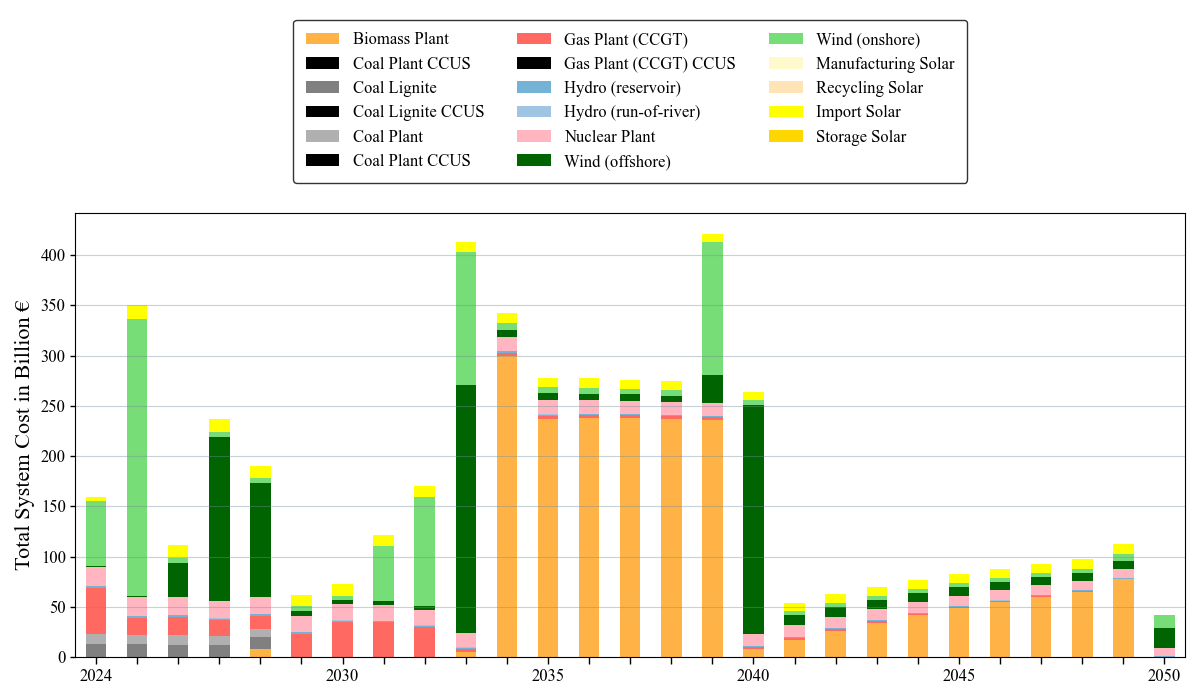 Biomass Plant
Coal Plant CCUS
Coal Lignite
Coal Lignite CCUS
Coal Plant
Coal Plant CCUS
Gas Plant (CCGT)
Gas Plant (CCGT) CCUS
Hydro (reservoir)
Hydro (run-of-river)
Nuclear Plant
Wind (offshore)
Wind (onshore)
Manufacturing Solar
Recycling Solar
Import Solar
Storage Solar
Total System Cost in Billion €
400
350
300
250
200
150
100
50
0
2024
2030
2035
2040
2045
2050